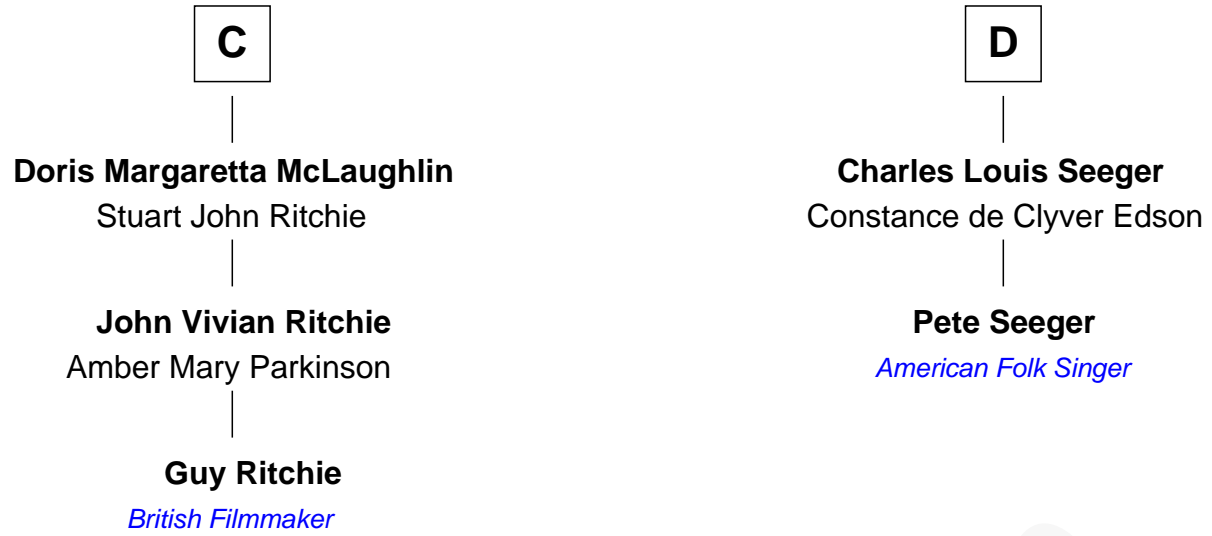 C
Doris Margaretta McLaughlin
Stuart John Ritchie
John Vivian Ritchie
Amber Mary Parkinson
Guy Ritchie
British Filmmaker
D
Charles Louis Seeger
Constance de Clyver Edson
Pete Seeger
American Folk Singer